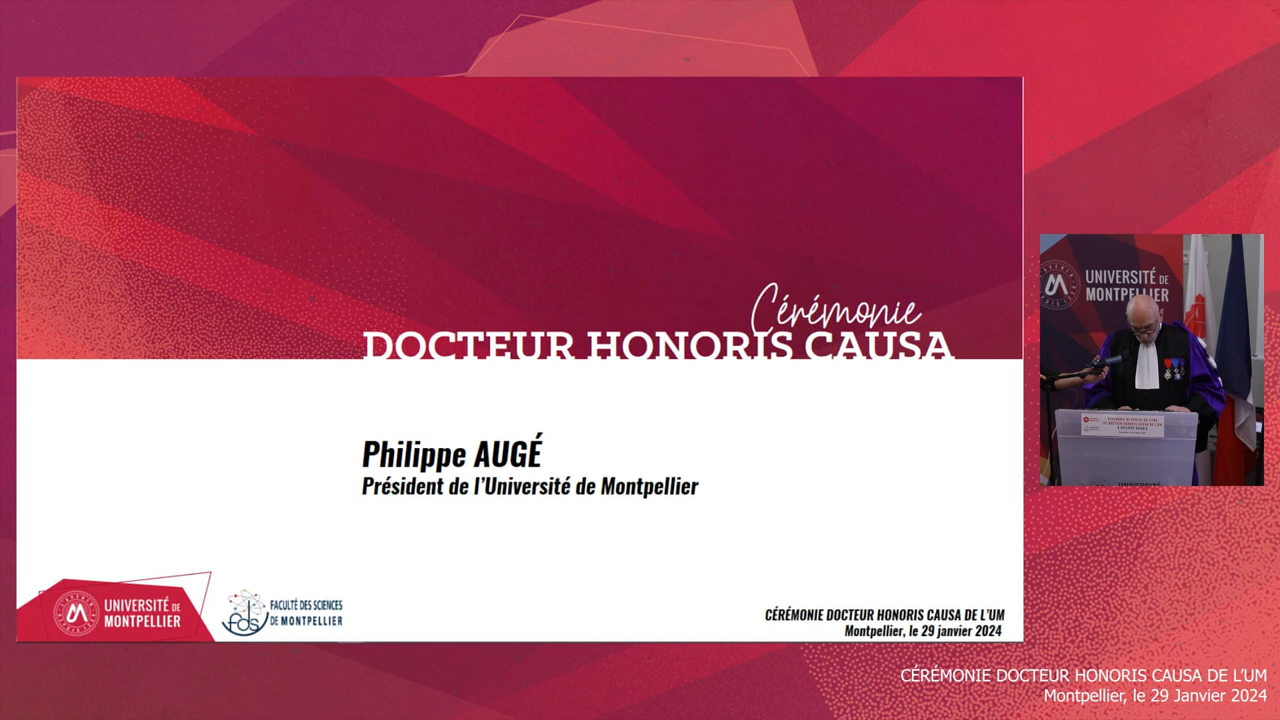 Cérémonie
DOCTEUR HONORIS CAUSA
Philippe AUGÉ
Président de l'Université de Montpellier
UNIVERSITÉ DE
MONTPELLIER
FACULTÉ DES SCIENCES
DE MONTPELLIER
fds
CÉRÉMONIE DOCTEUR HONORIS CAUSA DE L'UM
Montpellier, le 29 janvier 2024
UNIVERSITÉ DE
MONTPELLIER
UNIVERSITÉ
CÉRÉMONIE DOCTEUR HONORIS CAUSA DE L'UM
Montpellier, le 29 Janvier 2024